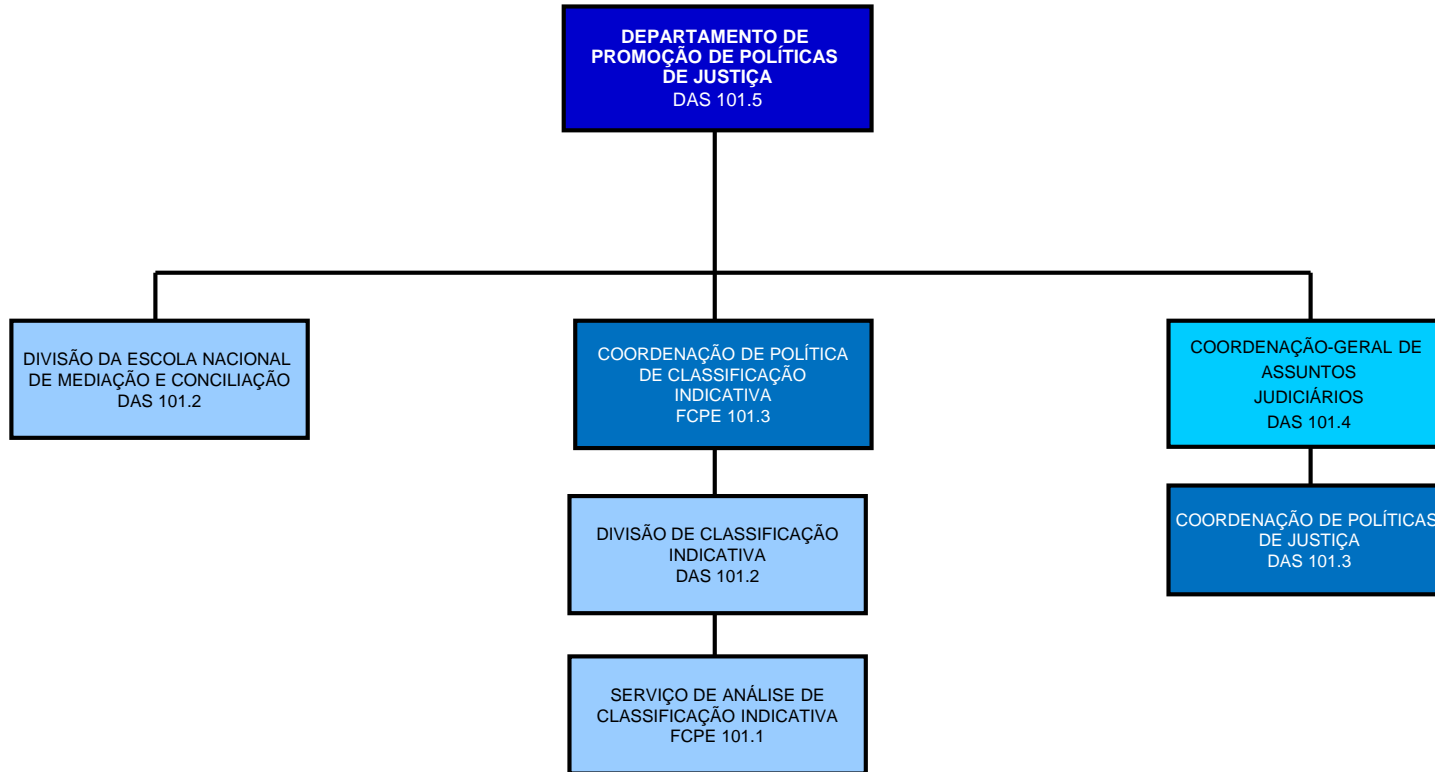 DEPARTAMENTO DE
PROMOÇÃO DE POLÍTICAS
DE JUSTIÇA
DAS 101.5
DIVISÃO DA ESCOLA NACIONAL
DE MEDIAÇÃO E CONCILIAÇÃO
DAS 101.2
COORDENAÇÃO DE POLÍTICA
DE CLASSIFICAÇÃO
INDICATIVA
FCPE 101.3
COORDENAÇÃO-GERAL DE
ASSUNTOS
JUDICIÁRIOS
DAS 101.4
DIVISÃO DE CLASSIFICAÇÃO
INDICATIVA
DAS 101.2
COORDENAÇÃO DE POLÍTICAS
DE JUSTIÇA
DAS 101.3
SERVIÇO DE ANÁLISE DE
CLASSIFICAÇÃO INDICATIVA
FCPE 101.1